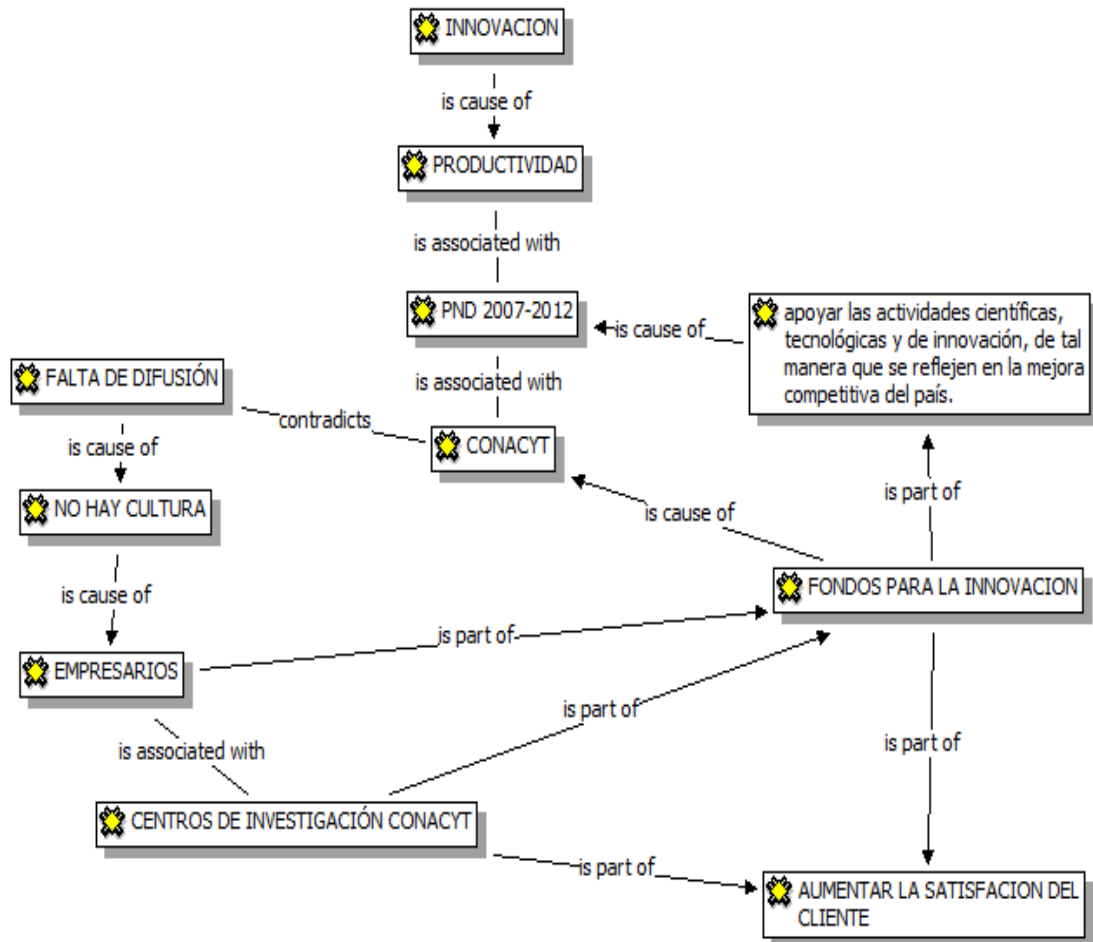 INNOVACION
is cause of
PRODUCTIVIDAD
is associated with
PND 2007-2012
is cause of
apoyar las actividades científicas,
tecnológicas y de innovación, de tal
manera que se reflejen en la mejora
competitiva del país.
is associated with
FALTA DE DIFUSIÓN
contradicts
CONACYT
is cause of
is part of
NO HAY CULTURA
is cause of
is cause of
FONDOS PARA LA INNOVACION
is part of
EMPRESARIOS
is part of
is associated with
is part of
CENTROS DE INVESTIGACIÓN CONACYT
is part of
AUMENTAR LA SATISFACION DEL
CLIENTE